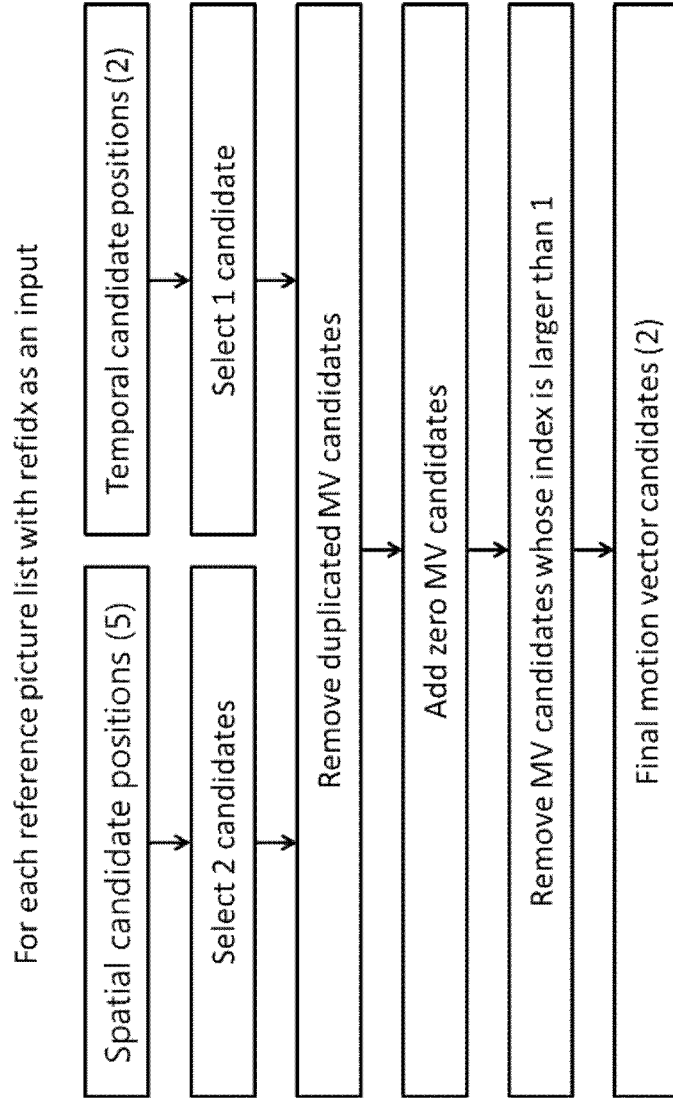 For each reference picture list with refidx as an input
Spatial candidate positions (5)
Temporal candidate positions (2)
Select 2 candidates
Select 1 candidate
Remove duplicated MV candidates
Add zero MV candidates
Remove MV candidates whose index is larger than 1
Final motion vector candidates (2)